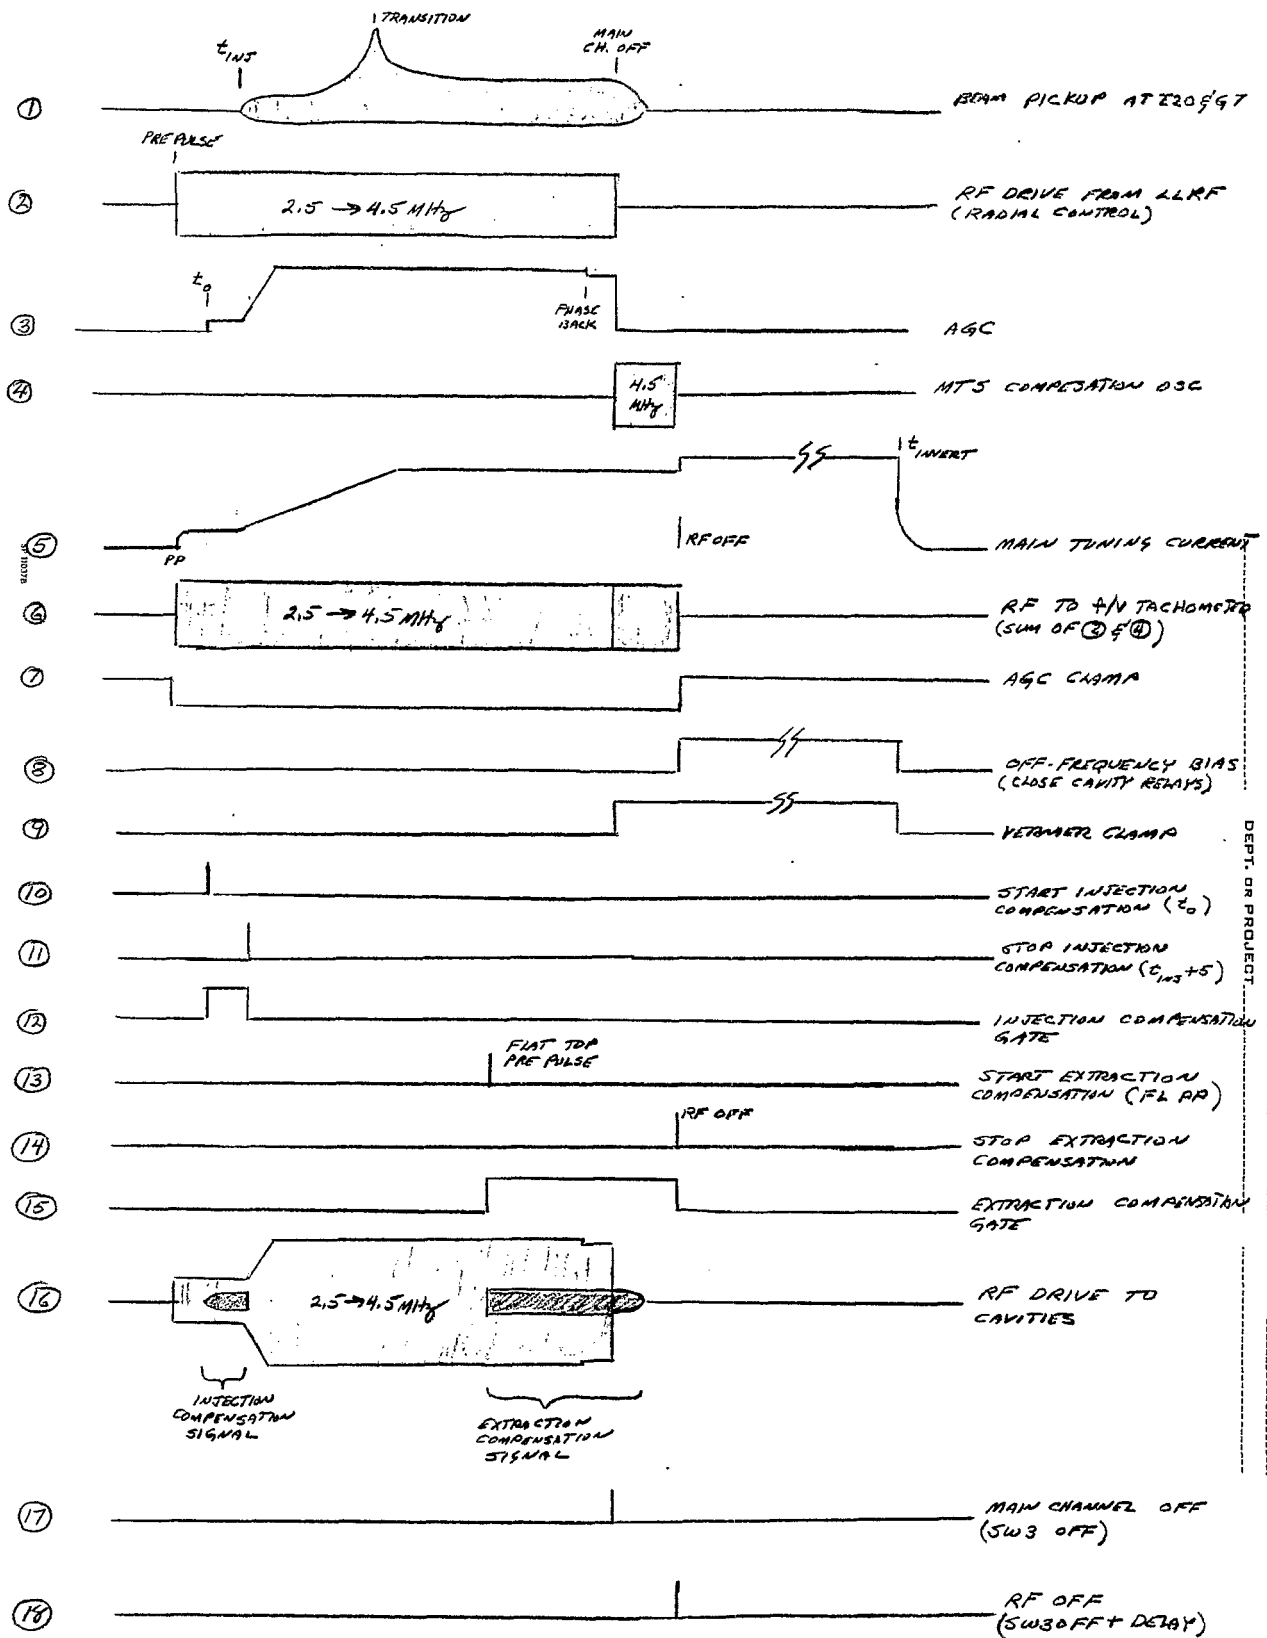 TRANSITION
t INJ
MAIN
CH. OFF
①
BEAM PICKUP AT I20 & G7
PRE PULSE
②
2.5 → 4.5 MHz
RF DRIVE FROM LLRF
(RADIAL CONTROL)
t₀
③
PHASE
BACK
AGC
④
4.5
MHz
MTS COMPESATION OSC
t INVERT
⑤
PP
RF OFF
MAIN TUNING CURRENT
⑥
2.5 → 4.5 MHz
RF TO f/V TACHOMETER
(SUM OF ② & ④)
⑦
AGC CLAMP
⑧
OFF-FREQUENCY BIAS
(CLOSE CAVITY RELAYS)
⑨
VERNIER CLAMP
⑩
START INJECTION
COMPENSATION (t₀)
⑪
STOP INJECTION
COMPENSATION (t INJ +5)
⑫
INJECTION COMPENSATION
GATE
⑬
FLAT TOP
PRE PULSE
START EXTRACTION
COMPENSATION (FL PP)
⑭
RF OFF
STOP EXTRACTION
COMPENSATION
⑮
EXTRACTION COMPENSATION
GATE
⑯
2.5 → 4.5 MHz
RF DRIVE TO
CAVITIES
INJECTION
COMPENSATION
SIGNAL
EXTRACTION
COMPENSATION
SIGNAL
⑰
MAIN CHANNEL OFF
(SW3 OFF)
⑱
RF OFF
(SW3 OFF + DELAY)
DEPT. OR PROJECT